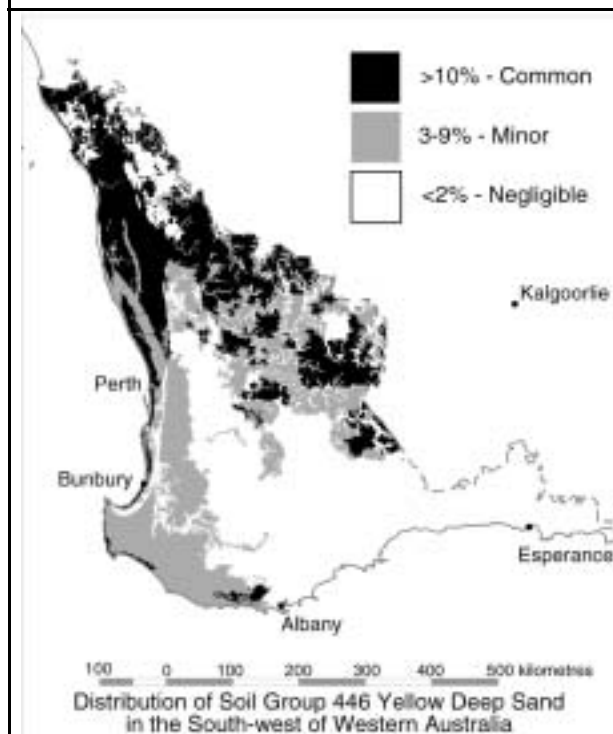 >10% - Common
3-9% - Minor
<2% - Negligible
Kalgoorlie
Perth
Bunbury
Esperance
Albany
100 0 100 200 300 500 kilometres
Distribution of Soil Group 446 Yellow Deep Sand
in the South-west of Western Australia